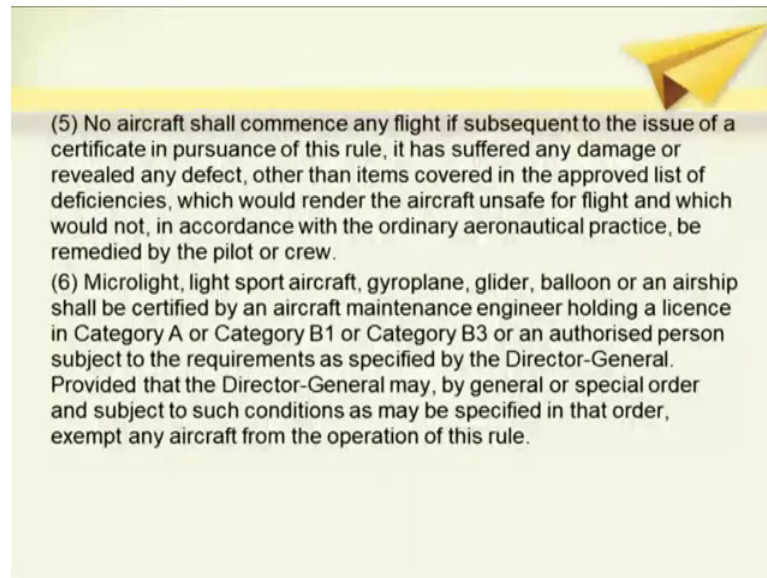 (5) No aircraft shall commence any flight if subsequent to the issue of a
certificate in pursuance of this rule, it has suffered any damage or
revealed any defect, other than items covered in the approved list of
deficiencies, which would render the aircraft unsafe for flight and which
would not, in accordance with the ordinary aeronautical practice, be
remedied by the pilot or crew.
(6) Microlight, light sport aircraft, gyroplane, glider, balloon or an airship
shall be certified by an aircraft maintenance engineer holding a licence
in Category A or Category B1 or Category B3 or an authorised person
subject to the requirements as specified by the Director-General.
Provided that the Director-General may, by general or special order
and subject to such conditions as may be specified in that order,
exempt any aircraft from the operation of this rule.